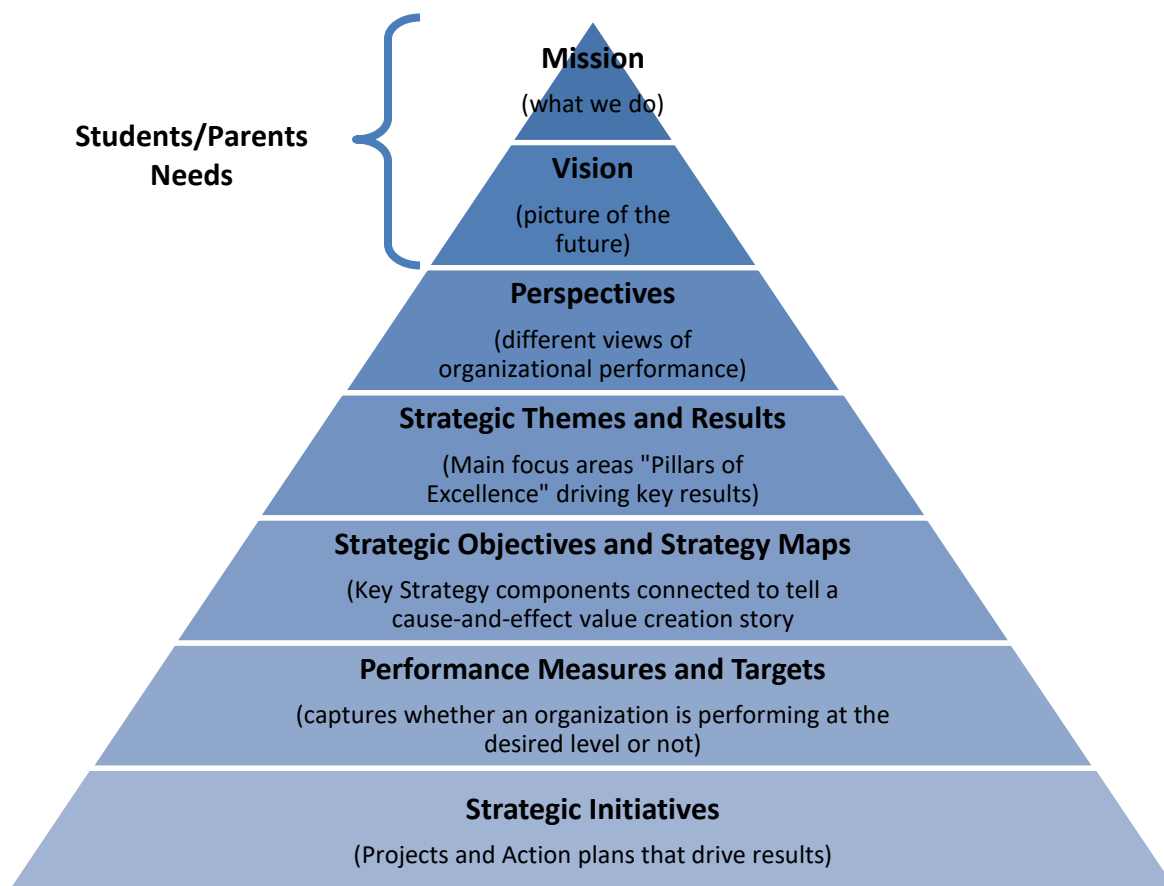 Students/Parents
Needs
Mission
(what we do)
Vision
(picture of the
future)
Perspectives
(different views of
organizational performance)
Strategic Themes and Results
(Main focus areas "Pillars of
Excellence" driving key results)
Strategic Objectives and Strategy Maps
(Key Strategy components connected to tell a
cause-and-effect value creation story
Performance Measures and Targets
(captures whether an organization is performing at the
desired level or not)
Strategic Initiatives
(Projects and Action plans that drive results)